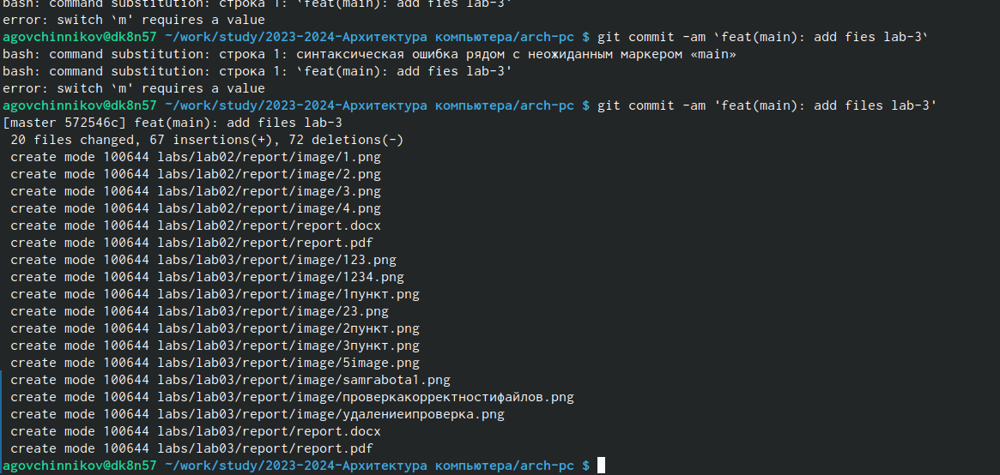 bash: command substitution: строка 1: `feat(main): add fies lab-3'
error: switch `m' requires a value
agovchinnikov@dk8n57 ~/work/study/2023-2024-Архитектура компьютера/arch-pc $ git commit -am `feat(main): add fies lab-3`
bash: command substitution: строка 1: синтаксическая ошибка рядом с неожиданным маркером «main»
bash: command substitution: строка 1: `feat(main): add fies lab-3'
error: switch `m' requires a value
agovchinnikov@dk8n57 ~/work/study/2023-2024-Архитектура компьютера/arch-pc $ git commit -am 'feat(main): add files lab-3'
[master 572546c] feat(main): add files lab-3
 20 files changed, 67 insertions(+), 72 deletions(-)
 create mode 100644 labs/lab02/report/image/1.png
 create mode 100644 labs/lab02/report/image/2.png
 create mode 100644 labs/lab02/report/image/3.png
 create mode 100644 labs/lab02/report/image/4.png
 create mode 100644 labs/lab02/report/report.docx
 create mode 100644 labs/lab02/report/report.pdf
 create mode 100644 labs/lab03/report/image/123.png
 create mode 100644 labs/lab03/report/image/1234.png
 create mode 100644 labs/lab03/report/image/1пункт.png
 create mode 100644 labs/lab03/report/image/23.png
 create mode 100644 labs/lab03/report/image/2пункт.png
 create mode 100644 labs/lab03/report/image/3пункт.png
 create mode 100644 labs/lab03/report/image/5image.png
 create mode 100644 labs/lab03/report/image/samrabota1.png
 create mode 100644 labs/lab03/report/image/проверкакорректностифайлов.png
 create mode 100644 labs/lab03/report/image/удалениеипроверка.png
 create mode 100644 labs/lab03/report/report.docx
 create mode 100644 labs/lab03/report/report.pdf
agovchinnikov@dk8n57 ~/work/study/2023-2024-Архитектура компьютера/arch-pc $